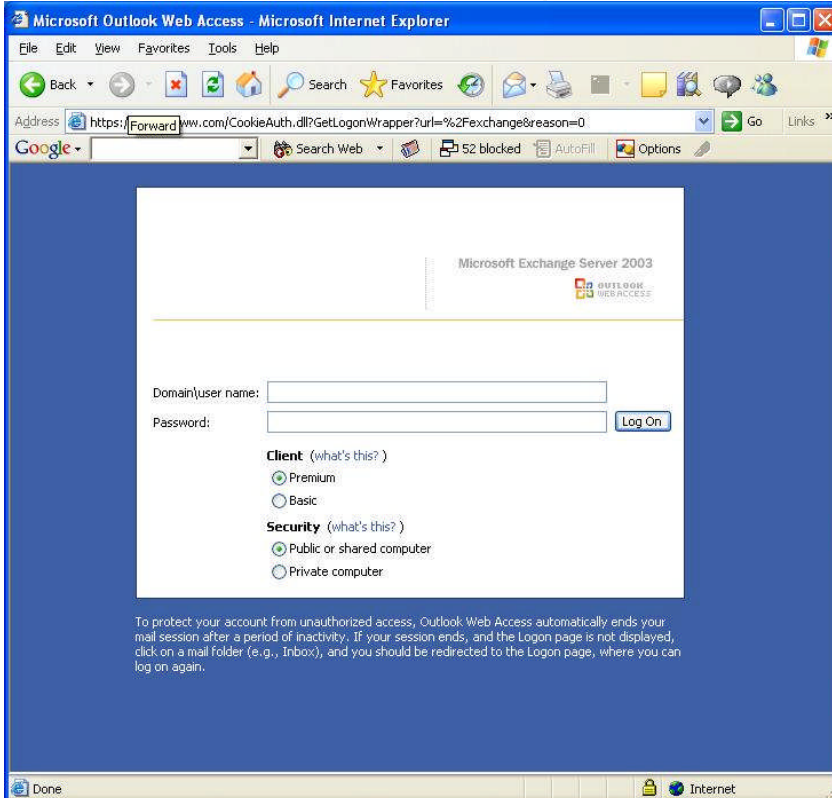 Microsoft Outlook Web Access - Microsoft Internet Explorer
File Edit View Favorites Tools Help
Back Search Favorites
Address https:/ Forward ww.com/CookieAuth.dll?GetLogonWrapper?url=%2Fexchange&reason=0 Go Links »
Google Search Web 52 blocked AutoFill Options
Microsoft Exchange Server 2003
OUTLOOK
WEB ACCESS
Domain\user name:
Password: Log On
Client (what's this? )
Premium
Basic
Security (what's this? )
Public or shared computer
Private computer
To protect your account from unauthorized access, Outlook Web Access automatically ends your
mail session after a period of inactivity. If your session ends, and the Logon page is not displayed,
click on a mail folder (e.g., Inbox), and you should be redirected to the Logon page, where you can
log on again.
Done Internet